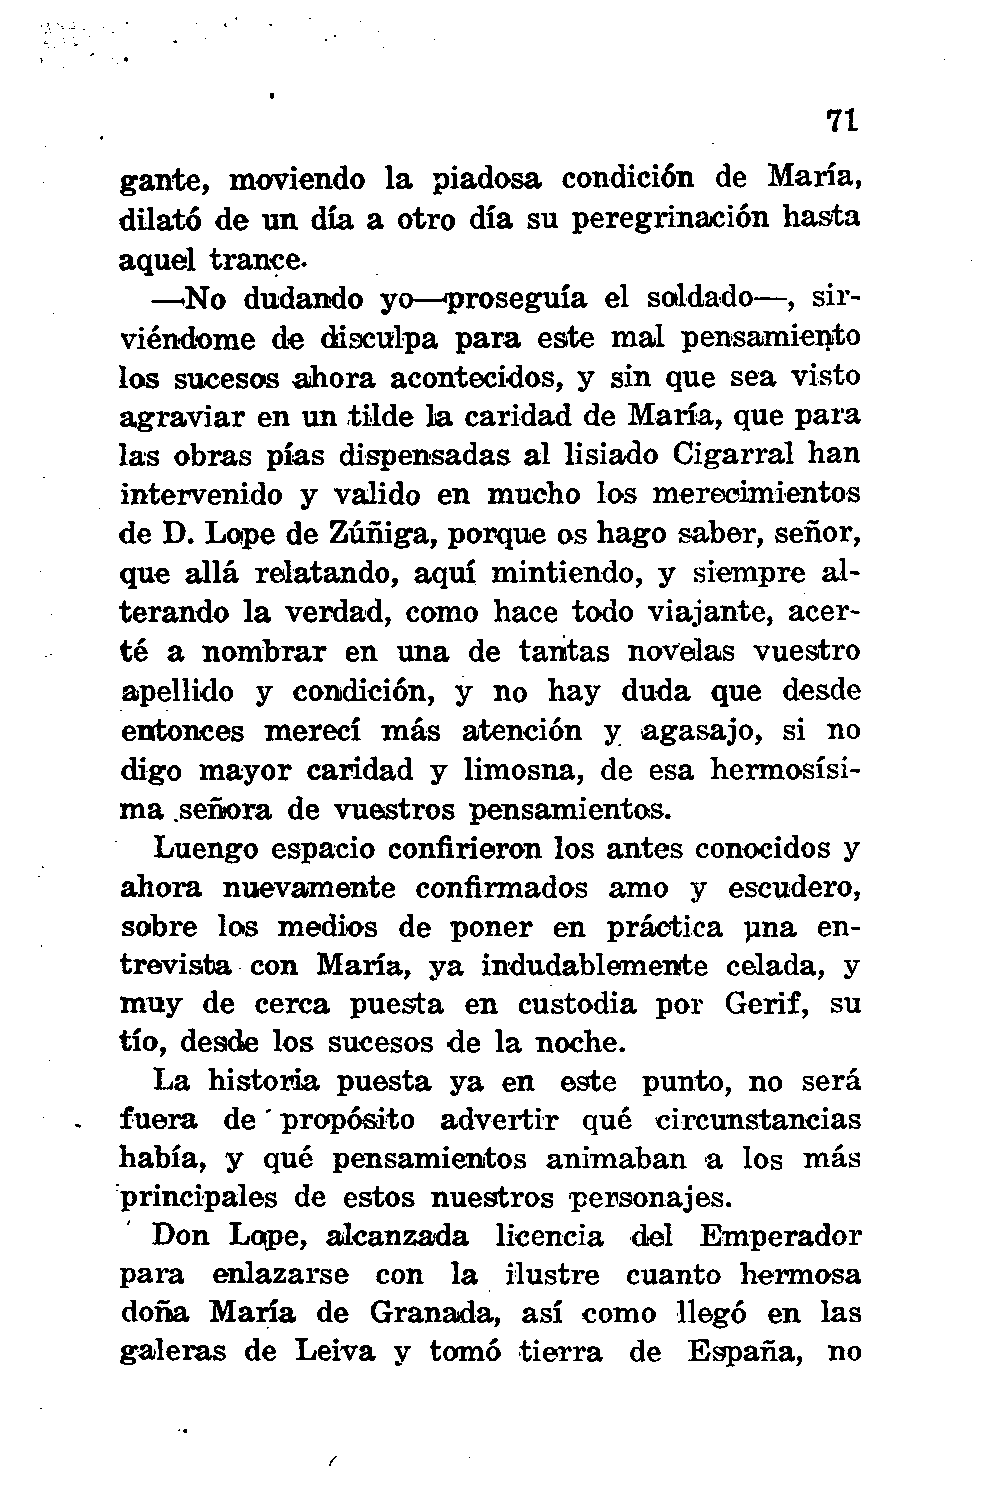 71
gante, moviendo la piadosa condición de María,
dilató de un día a otro día su peregrinación hasta
aquel trance.
—No dudando yo—proseguía el soldado—, sir-
viéndome de disculpa para este mal pensamiento
los sucesos ahora acontecidos, y sin que sea visto
agraviar en un tilde la caridad de María, que para
las obras pías dispensadas al lisiado Cigarral han
intervenido y valido en mucho los merecimientos
de D. Lope de Zúñiga, porque os hago saber, señor,
que allá relatando, aquí mintiendo, y siempre al-
terando la verdad, como hace todo viajante, acer-
té a nombrar en una de tantas novelas vuestro
apellido y condición, y no hay duda que desde
entonces merecí más atención y agasajo, si no
digo mayor caridad y limosna, de esa hermosísi-
ma señora de vuestros pensamientos.
Luengo espacio confirieron los antes conocidos y
ahora nuevamente confirmados amo y escudero,
sobre los medios de poner en práctica una en-
trevista con María, ya indudablemente celada, y
muy de cerca puesta en custodia por Gerif, su
tío, desde los sucesos de la noche.
La historia puesta ya en este punto, no será
fuera de propósito advertir qué circunstancias
había, y qué pensamientos animaban a los más
principales de estos nuestros personajes.
Don Lope, alcanzada licencia del Emperador
para enlazarse con la ilustre cuanto hermosa
doña María de Granada, así como llegó en las
galeras de Leiva y tomó tierra de España, no